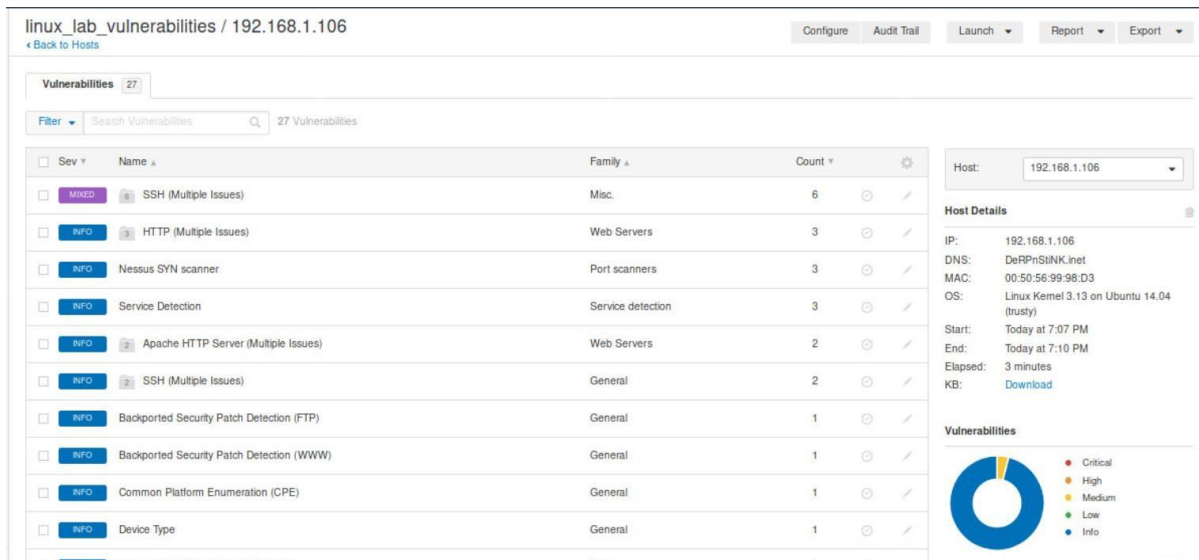 linux_lab_vulnerabilities / 192.168.1.106
Back to Hosts
Configure Audit Trail Launch Report Export
Vulnerabilities 27
Filter Search Vulnerabilities 27 Vulnerabilities
Sev Name Family Count
MIXED 6 SSH (Multiple Issues) Misc. 6
INFO 3 HTTP (Multiple Issues) Web Servers 3
INFO Nessus SYN scanner Port scanners 3
INFO Service Detection Service detection 3
INFO 2 Apache HTTP Server (Multiple Issues) Web Servers 2
INFO 2 SSH (Multiple Issues) General 2
INFO Backported Security Patch Detection (FTP) General 1
INFO Backported Security Patch Detection (WWW) General 1
INFO Common Platform Enumeration (CPE) General 1
INFO Device Type General 1
Host: 192.168.1.106
Host Details
IP: 192.168.1.106
DNS: DeRPnStiNK.inet
MAC: 00:50:56:99:98:D3
OS: Linux Kernel 3.13 on Ubuntu 14.04
(trusty)
Start: Today at 7:07 PM
End: Today at 7:10 PM
Elapsed: 3 minutes
KB: Download
Vulnerabilities
Critical
High
Medium
Low
Info